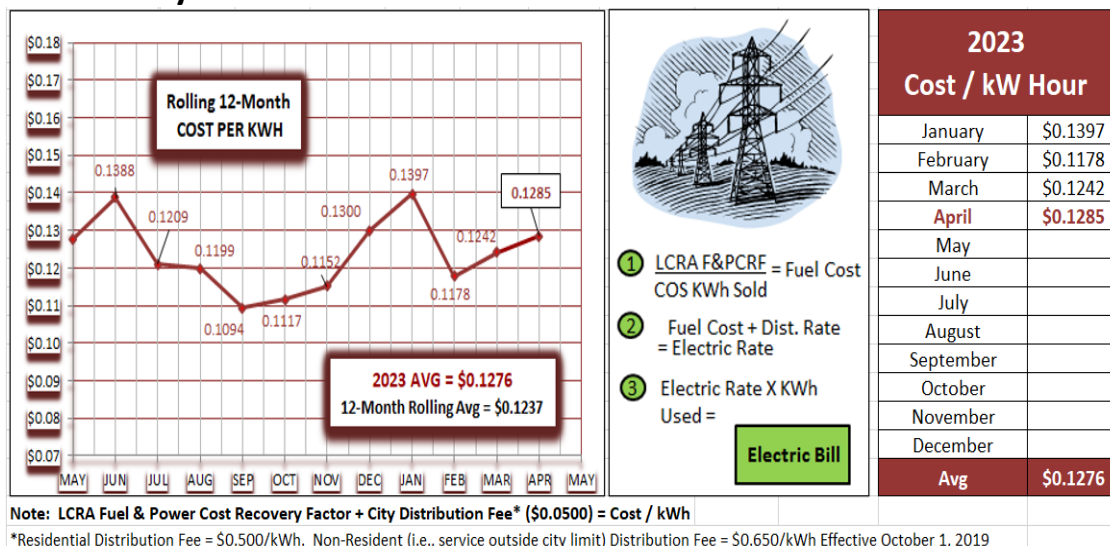 $0.18
$0.17
$0.16
$0.15
$0.14
$0.13
$0.12
$0.11
$0.10
$0.09
$0.08
$0.07
Rolling 12-Month
COST PER KWH
0.1388
0.1209
0.1199
0.1094
0.1117
0.1152
0.1300
0.1397
0.1178
0.1242
0.1285
2023 AVG = $0.1276
12-Month Rolling Avg = $0.1237
MAY JUN JUL AUG SEP OCT NOV DEC JAN FEB MAR APR MAY
1 LCRA F&PCRF = Fuel Cost
COS KWh Sold
2 Fuel Cost + Dist. Rate
= Electric Rate
3 Electric Rate X KWh
Used =
Electric Bill
2023
Cost / kW Hour
January $0.1397
February $0.1178
March $0.1242
April $0.1285
May
June
July
August
September
October
November
December
Avg $0.1276
Note: LCRA Fuel & Power Cost Recovery Factor + City Distribution Fee* ($0.0500) = Cost / kWh
*Residential Distribution Fee = $0.500/kWh. Non-Resident (i.e., service outside city limit) Distribution Fee = $0.650/kWh Effective October 1, 2019